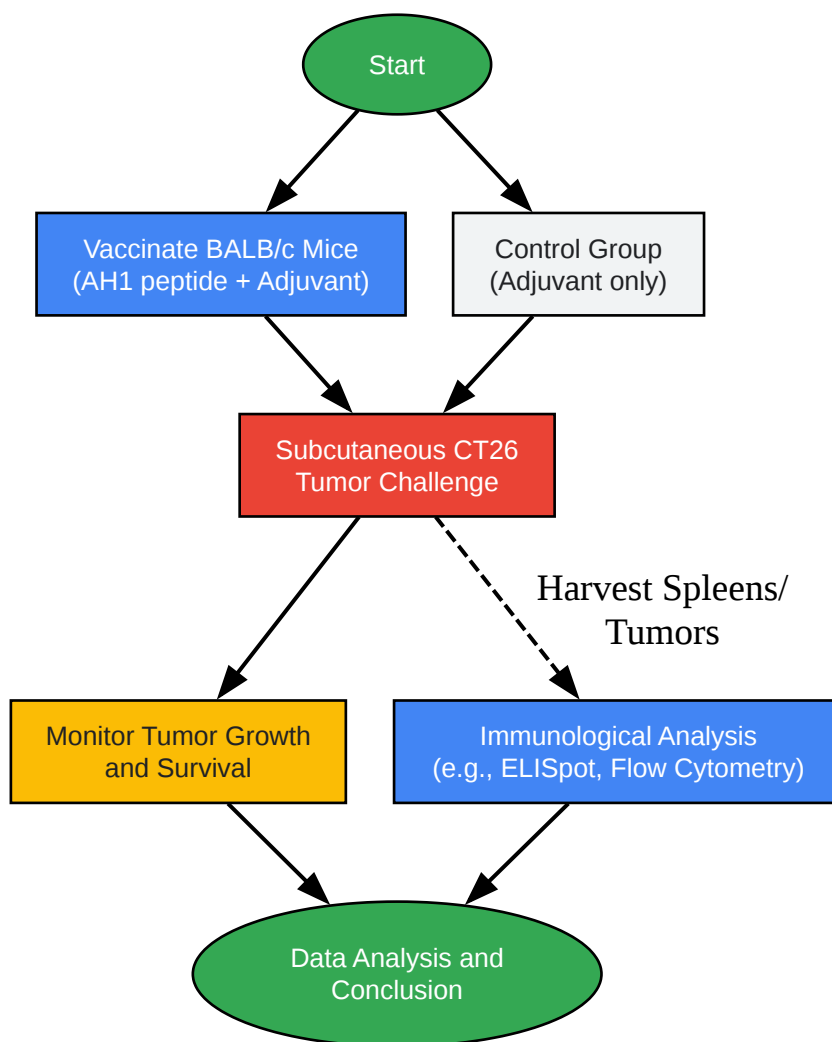 Start
Vaccinate BALB/c Mice
(AH1 peptide + Adjuvant)
Control Group
(Adjuvant only)
Subcutaneous CT26
Tumor Challenge
Harvest Spleens/
Tumors
Monitor Tumor Growth
and Survival
Immunological Analysis
(e.g., ELISpot, Flow Cytometry)
Data Analysis and
Conclusion